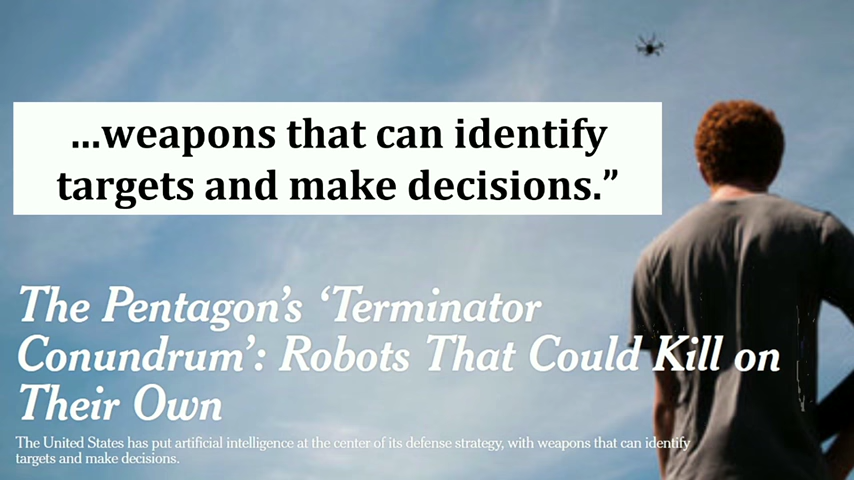 ...weapons that can identify
targets and make decisions.”
The Pentagon’s ‘Terminator
Conundrum’: Robots That Could Kill on
Their Own
The United States has put artificial intelligence at the center of its defense strategy, with weapons that can identify
targets and make decisions.